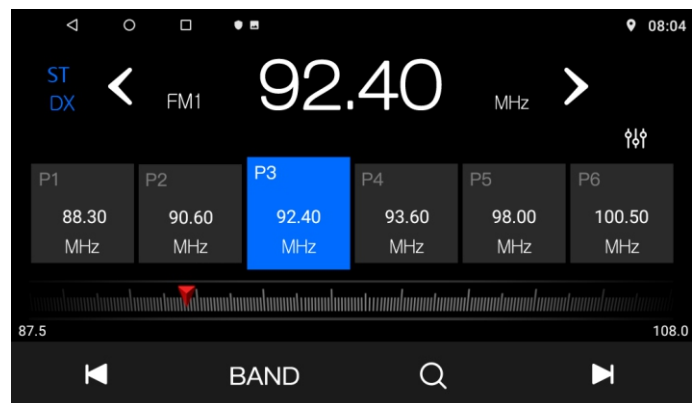 08:04
ST
DX
FM1
92.40
MHz
P1
88.30
MHz
P2
90.60
MHz
P3
92.40
MHz
P4
93.60
MHz
P5
98.00
MHz
P6
100.50
MHz
87.5
108.0
BAND